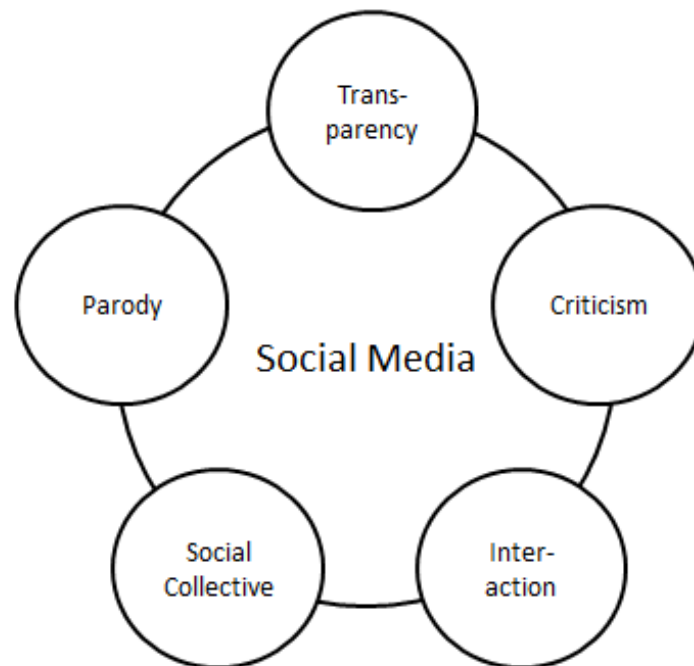 Trans-
parency
Parody
Criticism
Social Media
Social
Collective
Inter-
action